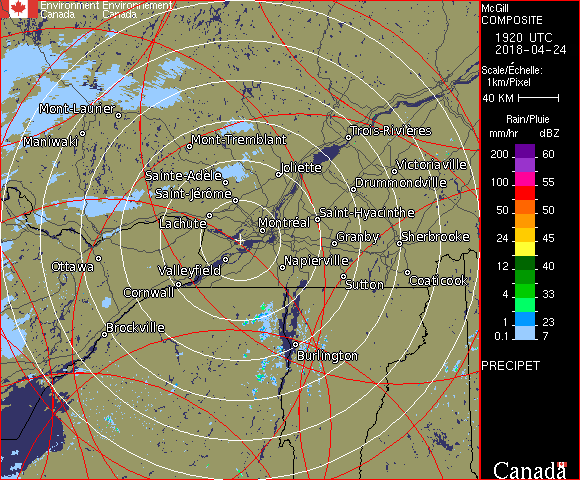 Environment Environnement
Canada Canada
McGill
COMPOSITE
1920 UTC
2018-04-24
Scale/Échelle:
1km/Pixel
40 KM
Rain/Pluie
mm/hr dBZ
200 60
100 55
50 50
24 45
12 40
4 33
1 23
0.1 7
PRECIPET
Canada
Mont-Laurier
Maniwaki
Mont-Tremblant
Trois-Rivières
Joliette
Victoriaville
Sainte-Adèle
Drummondville
Saint-Jérôme
Lachute
Saint-Hyacinthe
Montréal
Granby
Sherbrooke
Ottawa
Valleyfield
Napierville
Cornwall
Sutton
Coaticook
Brockville
Burlington